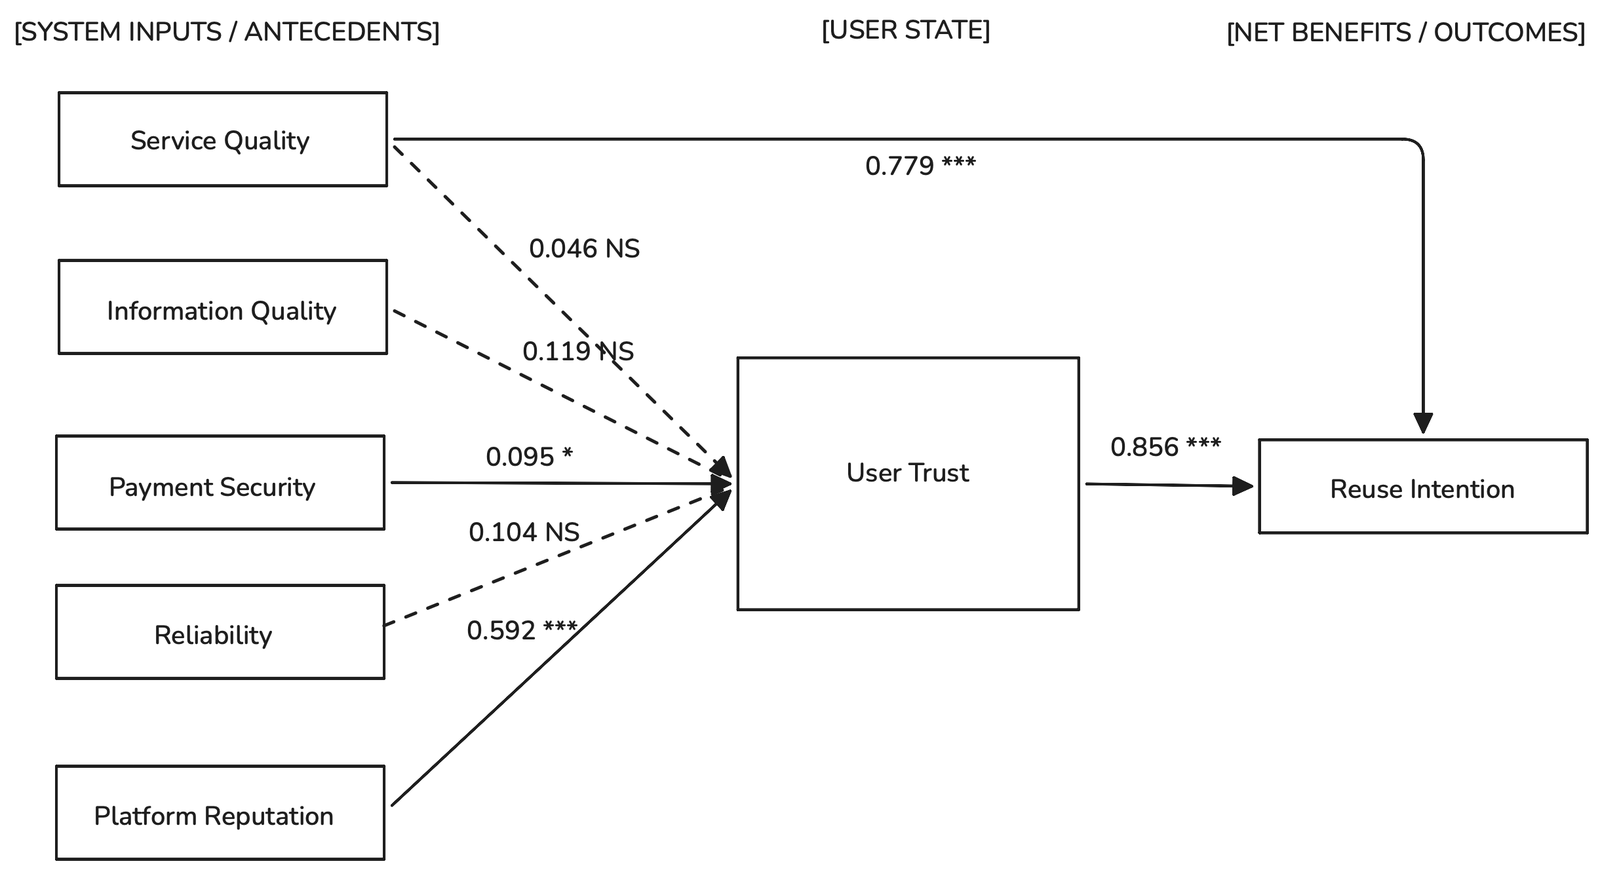 [SYSTEM INPUTS / ANTECEDENTS]
[USER STATE]
[NET BENEFITS / OUTCOMES]
Service Quality
0.779 ***
0.046 NS
Information Quality
0.119 NS
Payment Security
0.095 *
User Trust
0.856 ***
Reuse Intention
0.104 NS
Reliability
0.592 ***
Platform Reputation